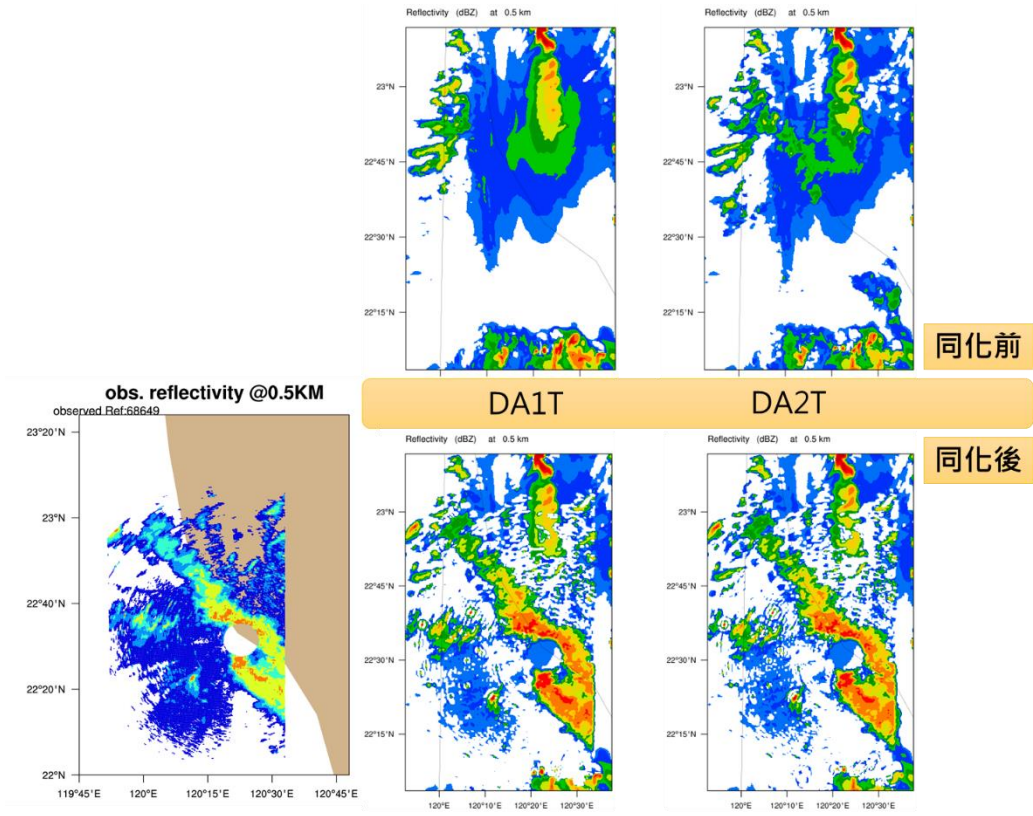 Reflectivity (dBZ) at 0.5 km
23°N
22°45'N
22°30'N
22°15'N
Reflectivity (dBZ) at 0.5 km
23°N
22°45'N
22°30'N
22°15'N
同化前
DA1T
DA2T
同化後
obs. reflectivity @0.5KM
observed Ref:68649
23°20'N
23°N
22°40'N
22°20'N
22°N
119°45'E 120°E 120°15'E 120°30'E 120°45'E
Reflectivity (dBZ) at 0.5 km
23°N
22°45'N
22°30'N
22°15'N
120°E 120°10'E 120°20'E 120°30'E
Reflectivity (dBZ) at 0.5 km
23°N
22°45'N
22°30'N
22°15'N
120°E 120°10'E 120°20'E 120°30'E